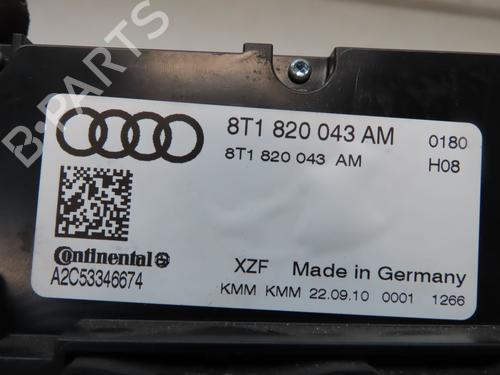 8T1 820 043 AM 0180
8T1 820 043 AM H08
Continental
A2C53346674
XZF Made in Germany
KMM KMM 22.09.10 0001 1266
B-PARTS